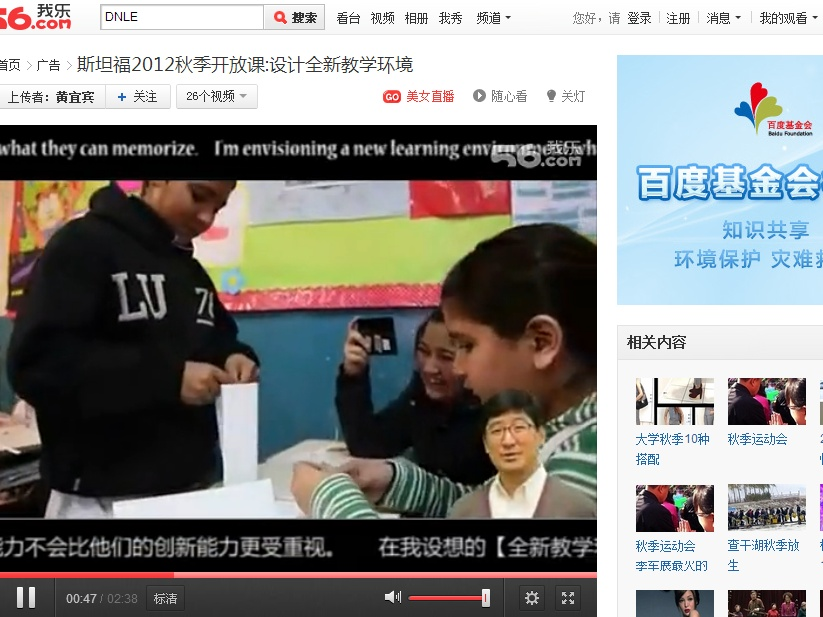 56 我乐
.com
DNLE
搜索
看台 视频 相册 我秀 频道
您好，请 登录 注册 消息 我的观看
首页 > 广告 > 斯坦福2012秋季开放课:设计全新教学环境
上传者：黄宜宾
+ 关注
26个视频
GO 美女直播
随心看
关灯
what they can memorize. I'm envisioning a new learning
56 我乐
.com
LU
能力不会比他们的创新能力更受重视。 在我设想的【全新教学环
00:47 / 02:38
标清
百度基金会
Baidu Foundation
百度基金会
知识共享
环境保护 灾难
相关内容
大学秋季10种
搭配
秋季运动会
秋季运动会
李军展最火的
查干湖秋季放
生